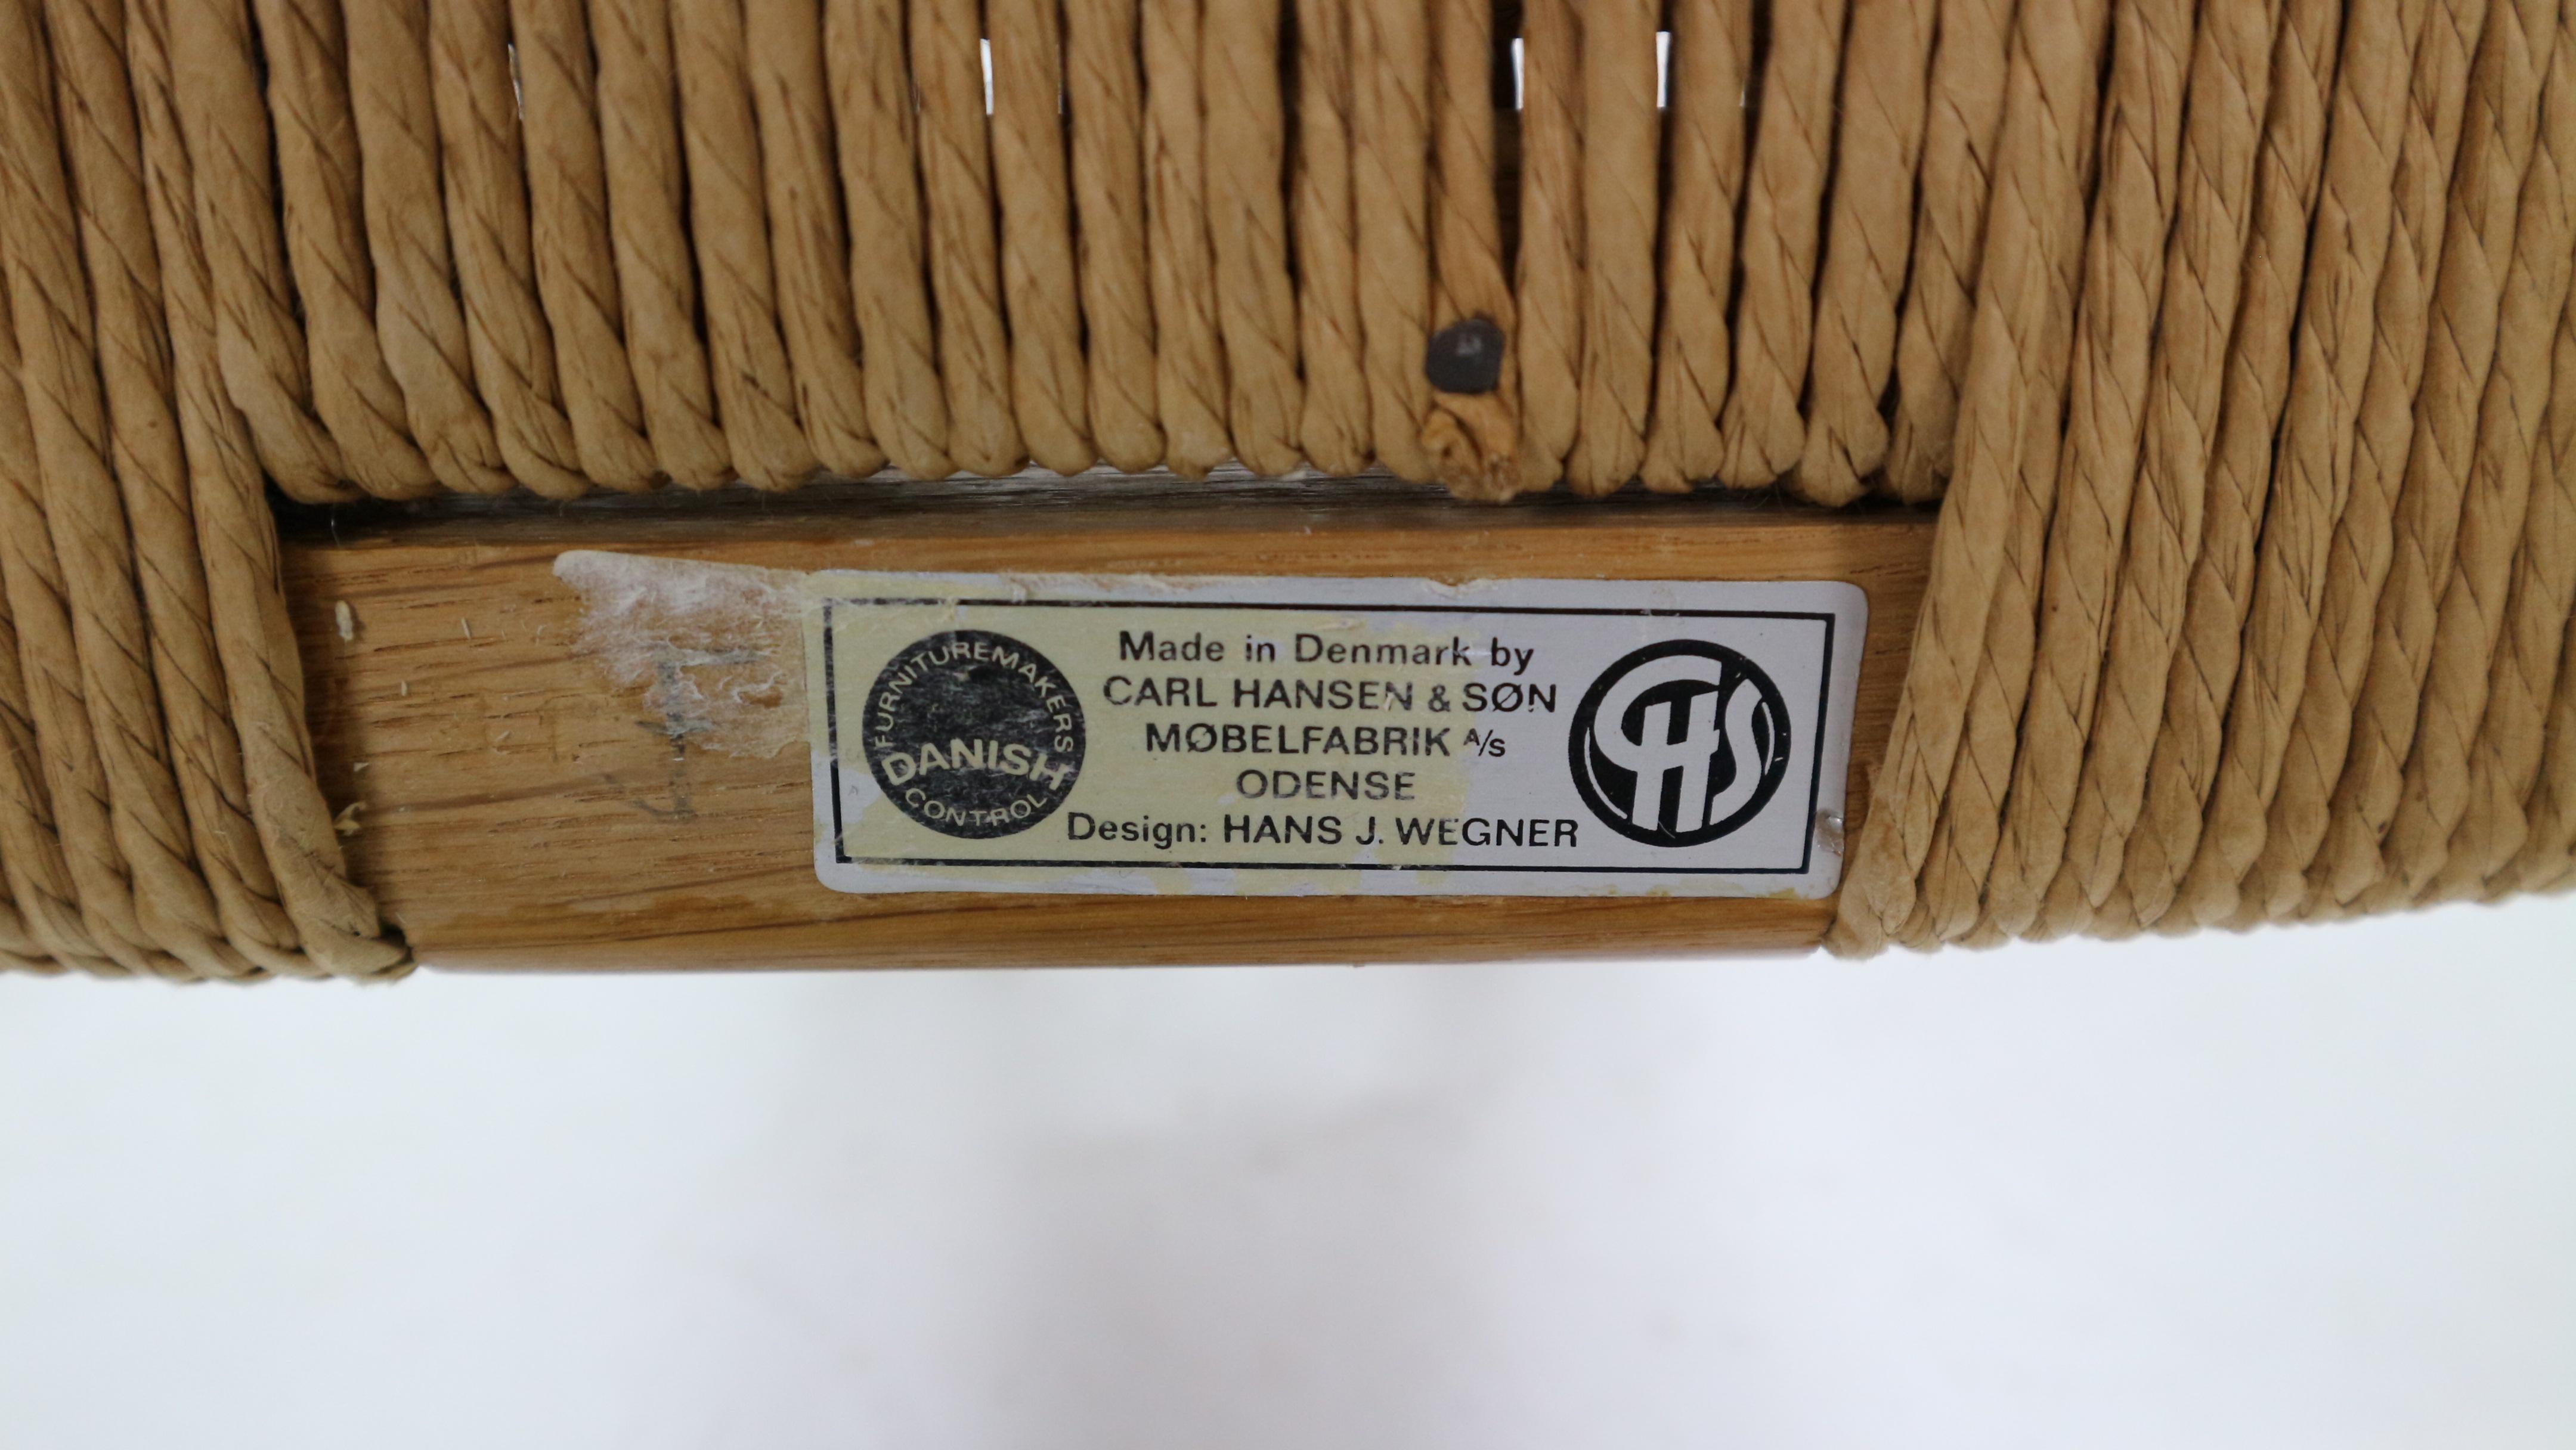 FURNITUREMAKERS
DANISH
CONTROL
Made in Denmark by
CARL HANSEN & SØN
MØBELFABRIK A/s
ODENSE
Design: HANS J. WEGNER
CHS